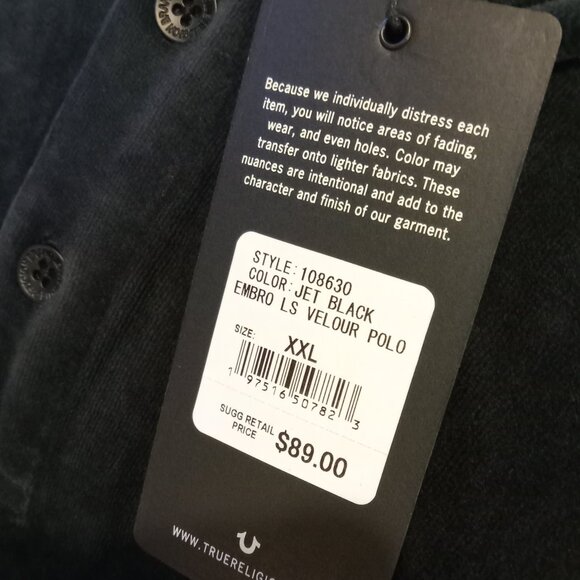 Because we individually distress each
item, you will notice areas of fading,
wear, and even holes. Color may
transfer onto lighter fabrics. These
nuances are intentional and add to the
character and finish of our garment.
STYLE: 108630
COLOR: JET BLACK
EMBRO LS VELOUR POLO
SIZE: XXL
1 97516 50782 3
SUGG RETAIL
PRICE $89.00
WWW.TRUERELIGI